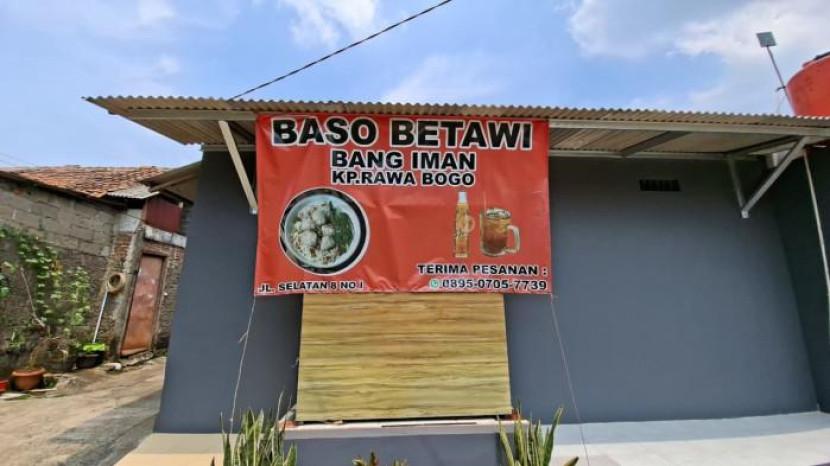 BASO BETAWI
BANG IMAN
KP.RAWA BOGO
TERIMA PESANAN :
JL. SELATAN 8 NO I
0895-0705-7739